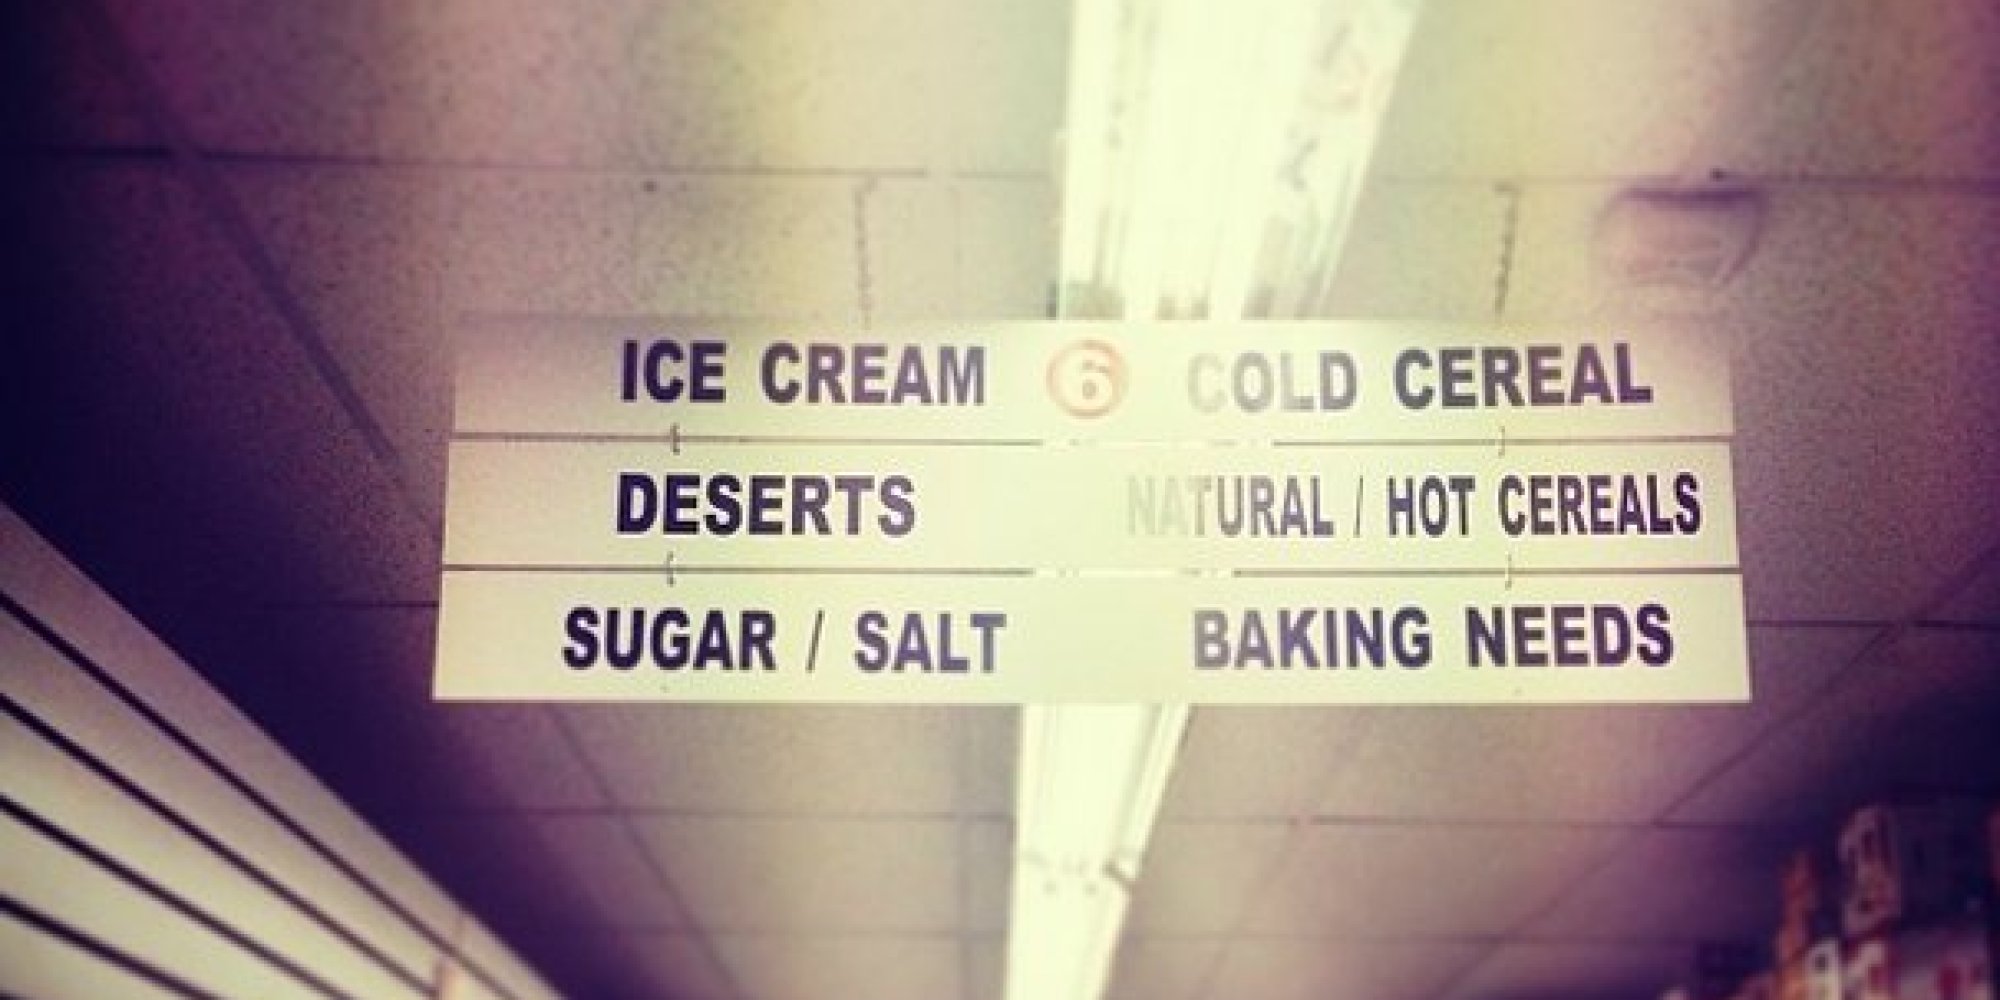 ICE CREAM 6 COLD CEREAL
DESERTS NATURAL / HOT CEREALS
SUGAR / SALT BAKING NEEDS